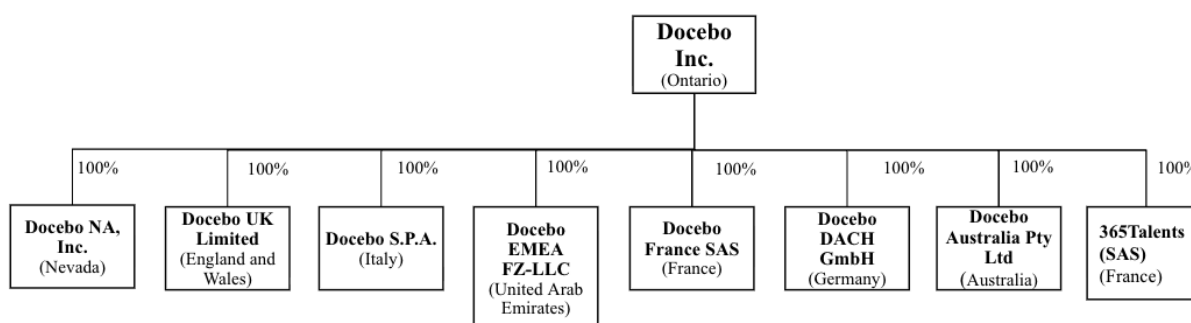 Docebo
Inc.
(Ontario)
100%
100%
100%
100%
100%
100%
100%
100%
Docebo NA,
Inc.
(Nevada)
Docebo UK
Limited
(England and
Wales)
Docebo S.P.A.
(Italy)
Docebo
EMEA
FZ-LLC
(United Arab
Emirates)
Docebo
France SAS
(France)
Docebo
DACH
GmbH
(Germany)
Docebo
Australia Pty
Ltd
(Australia)
365Talents
(SAS)
(France)